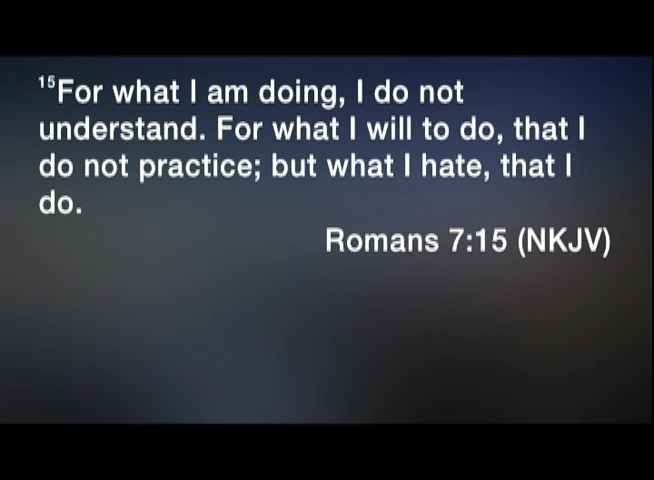 15For what I am doing, I do not
understand. For what I will to do, that I
do not practice; but what I hate, that I
do.
Romans 7:15 (NKJV)